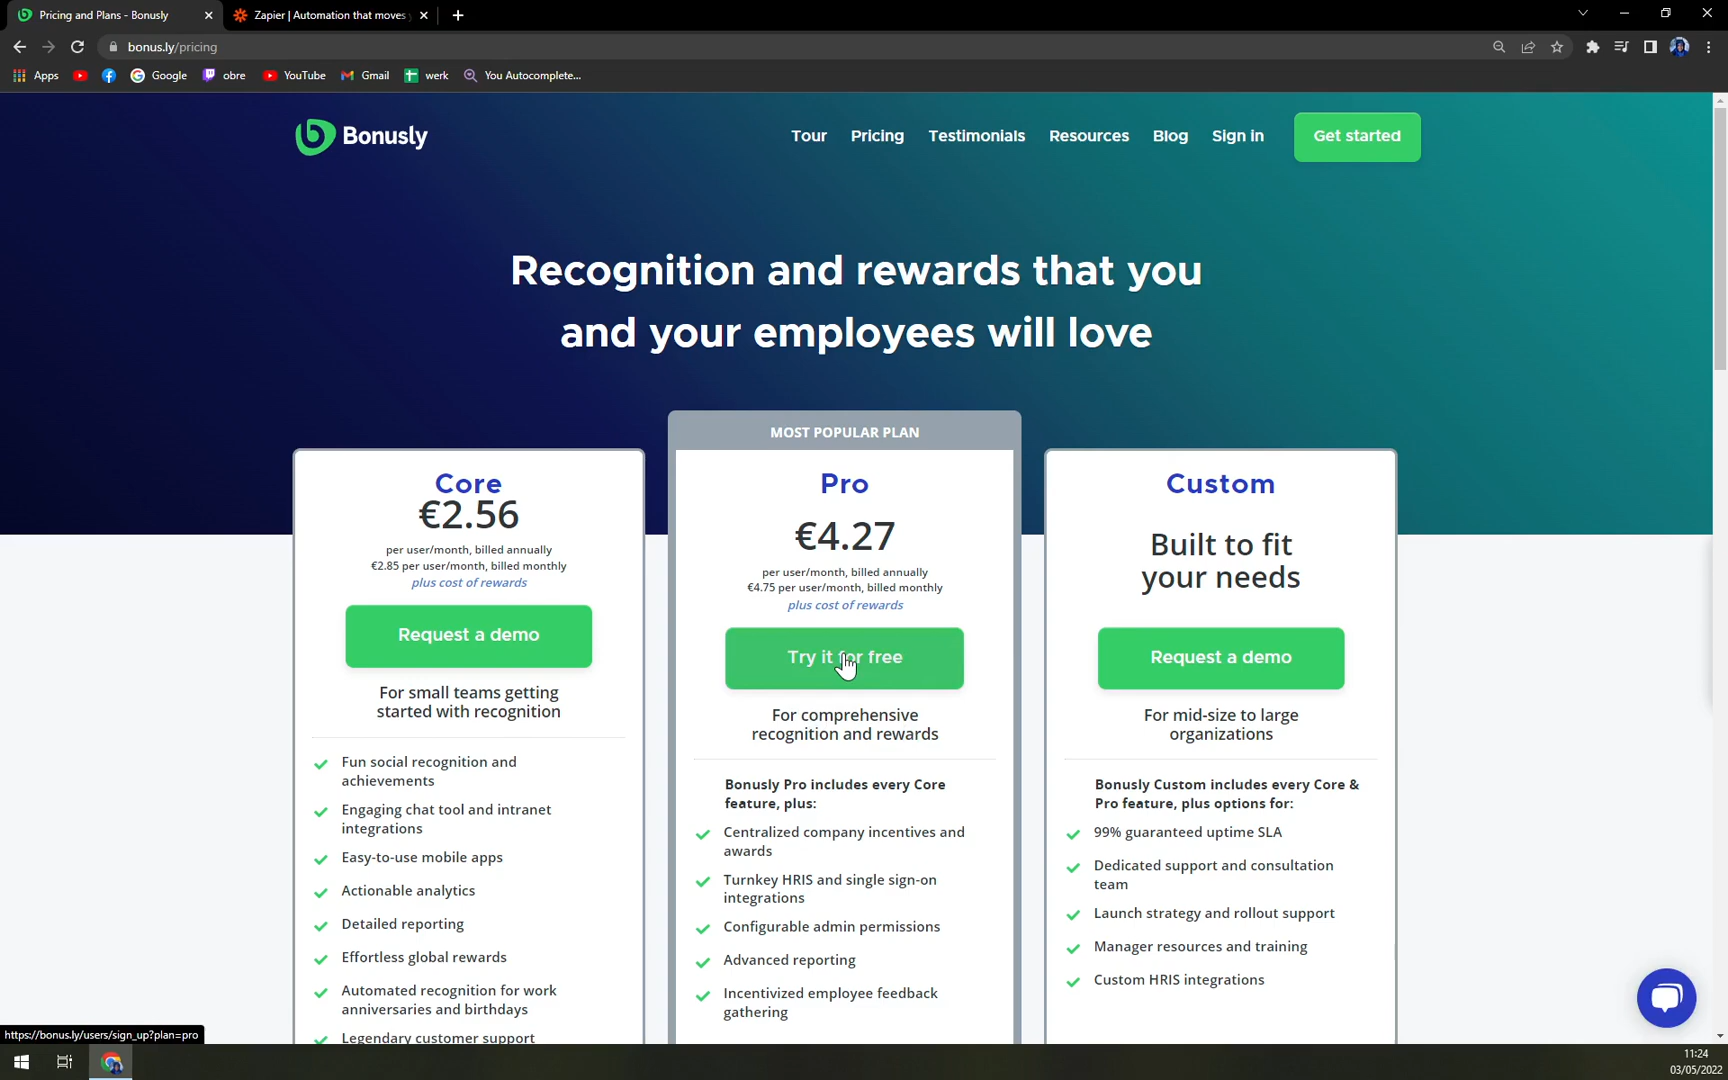 Pricing and Plans - Bonusly
Zapier | Automation that moves
bonus.ly/pricing
Apps
Google
obre
YouTube
Gmail
werk
You Autocomplete...
Bonusly
Tour
Pricing
Testimonials
Resources
Blog
Sign in
Get started
Recognition and rewards that you
and your employees will love
Core
€2.56
per user/month, billed annually
€2.85 per user/month, billed monthly
plus cost of rewards
Request a demo
For small teams getting
started with recognition
Fun social recognition and
achievements
Engaging chat tool and intranet
integrations
Easy-to-use mobile apps
Actionable analytics
Detailed reporting
Effortless global rewards
Automated recognition for work
anniversaries and birthdays
Legendary customer support
MOST POPULAR PLAN
Pro
€4.27
per user/month, billed annually
€4.75 per user/month, billed monthly
plus cost of rewards
Try it for free
For comprehensive
recognition and rewards
Bonusly Pro includes every Core
feature, plus:
Centralized company incentives and
awards
Turnkey HRIS and single sign-on
integrations
Configurable admin permissions
Advanced reporting
Incentivized employee feedback
gathering
Custom
Built to fit
your needs
Request a demo
For mid-size to large
organizations
Bonusly Custom includes every Core &
Pro feature, plus options for:
99% guaranteed uptime SLA
Dedicated support and consultation
team
Launch strategy and rollout support
Manager resources and training
Custom HRIS integrations
https://bonus.ly/users/sign_up?plan=pro
11:24
03/05/2022